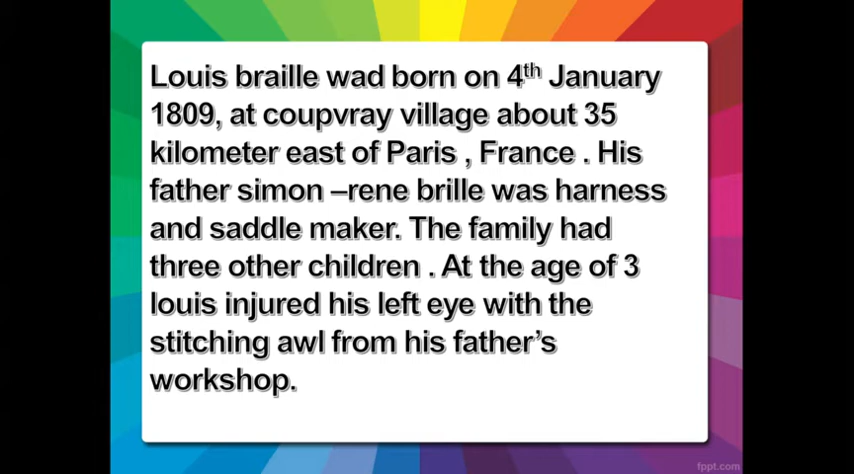 Louis braille wad born on 4th January
1809, at coupvray village about 35
kilometer east of Paris , France . His
father simon –rene brille was harness
and saddle maker. The family had
three other children . At the age of 3
louis injured his left eye with the
stitching awl from his father’s
workshop.
fppt.com